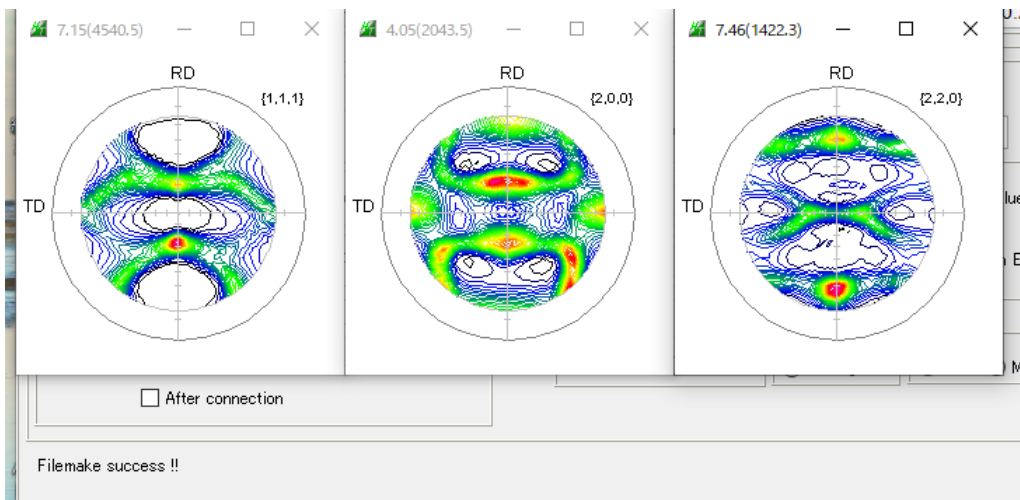 7.15(4540.5)
RD
{1,1,1}
TD
4.05(2043.5)
RD
{2,0,0}
TD
7.46(1422.3)
RD
{2,2,0}
TD
After connection
Filemake success !!